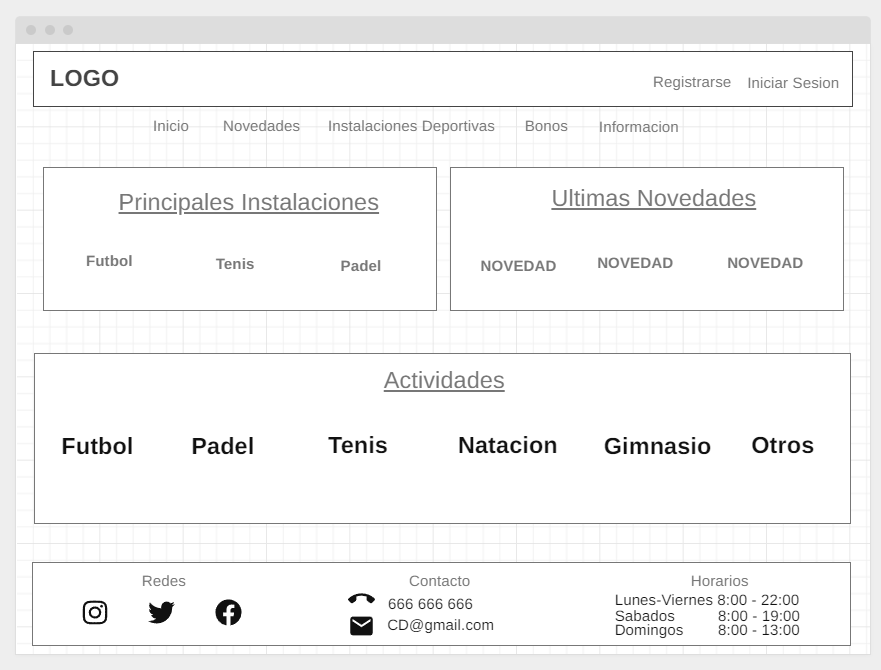 LOGO
Registrarse Iniciar Sesion
Inicio Novedades Instalaciones Deportivas Bonos Informacion
Principales Instalaciones
Futbol Tenis Padel
Ultimas Novedades
NOVEDAD NOVEDAD NOVEDAD
Actividades
Futbol Padel Tenis Natacion Gimnasio Otros
Redes
Contacto
666 666 666
CD@gmail.com
Horarios
Lunes-Viernes 8:00 - 22:00
Sabados 8:00 - 19:00
Domingos 8:00 - 13:00